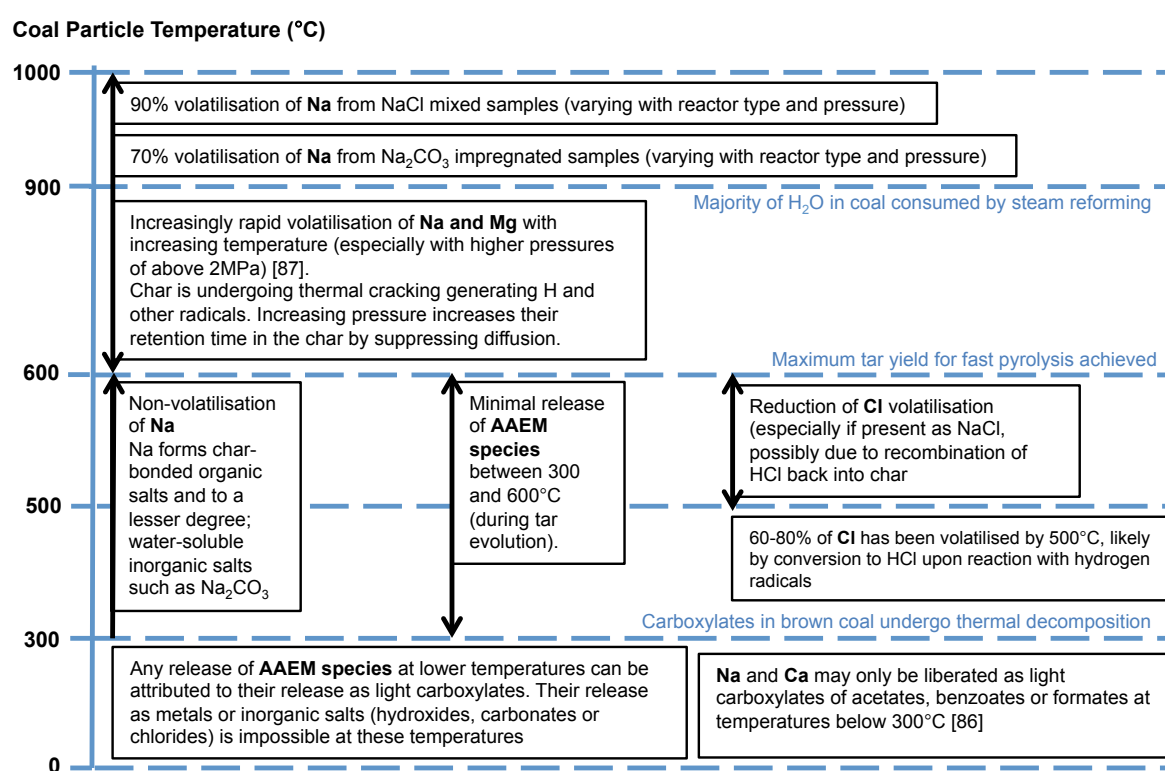 Coal Particle Temperature (°C)
1000
90% volatilisation of Na from NaCl mixed samples (varying with reactor type and pressure)
70% volatilisation of Na from Na₂CO₃ impregnated samples (varying with reactor type and pressure)
900
Majority of H₂O in coal consumed by steam reforming
Increasingly rapid volatilisation of Na and Mg with
increasing temperature (especially with higher pressures
of above 2MPa) [87].
Char is undergoing thermal cracking generating H and
other radicals. Increasing pressure increases their
retention time in the char by suppressing diffusion.
Maximum tar yield for fast pyrolysis achieved
600
Non-volatilisation
of Na
Na forms char-
bonded organic
salts and to a
lesser degree;
water-soluble
inorganic salts
such as Na₂CO₃
Minimal release
of AAEM
species
between 300
and 600°C
(during tar
evolution).
Reduction of Cl volatilisation
(especially if present as NaCl,
possibly due to recombination of
HCl back into char
500
60-80% of Cl has been volatilised by 500°C, likely
by conversion to HCl upon reaction with hydrogen
radicals
Carboxylates in brown coal undergo thermal decomposition
300
Any release of AAEM species at lower temperatures can be
attributed to their release as light carboxylates. Their release
as metals or inorganic salts (hydroxides, carbonates or
chlorides) is impossible at these temperatures
Na and Ca may only be liberated as light
carboxylates of acetates, benzoates or formates at
temperatures below 300°C [86]
0